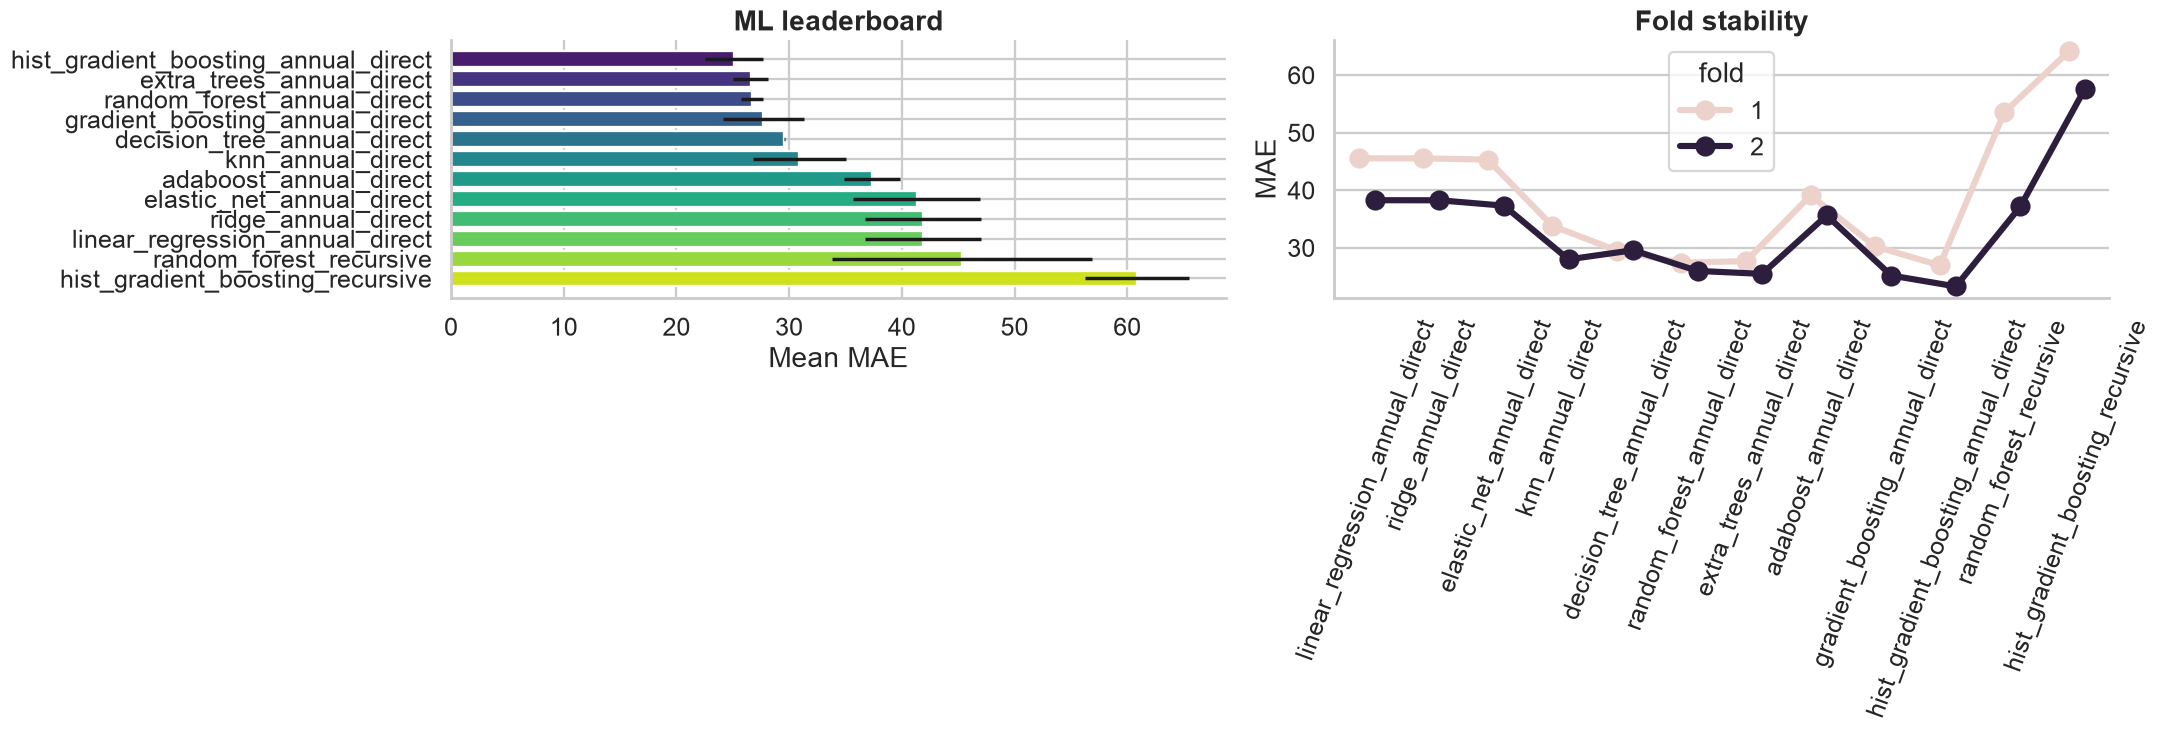 ML leaderboard
hist_gradient_boosting_annual_direct
extra_trees_annual_direct
random_forest_annual_direct
gradient_boosting_annual_direct
decision_tree_annual_direct
knn_annual_direct
adaboost_annual_direct
elastic_net_annual_direct
ridge_annual_direct
linear_regression_annual_direct
random_forest_recursive
hist_gradient_boosting_recursive
0 10 20 30 40 50 60
Mean MAE
Fold stability
fold
1
2
MAE
60
50
40
30
linear_regression_annual_direct
ridge_annual_direct
elastic_net_annual_direct
knn_annual_direct
decision_tree_annual_direct
random_forest_annual_direct
extra_trees_annual_direct
adaboost_annual_direct
gradient_boosting_annual_direct
hist_gradient_boosting_annual_direct
random_forest_recursive
hist_gradient_boosting_recursive